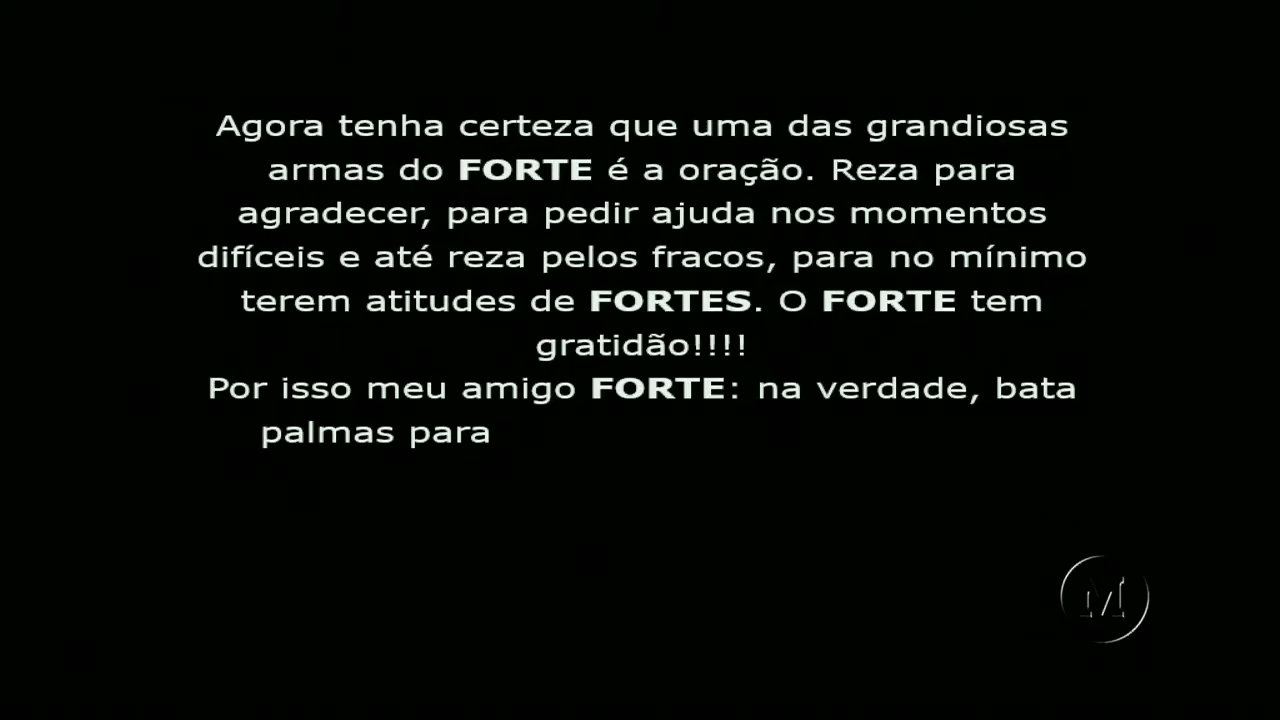 Agora tenha certeza que uma das grandiosas
armas do FORTE é a oração. Reza para
agradecer, para pedir ajuda nos momentos
difíceis e até reza pelos fracos, para no mínimo
terem atitudes de FORTES. O FORTE tem
gratidão!!!!
Por isso meu amigo FORTE: na verdade, bata
palmas para
M